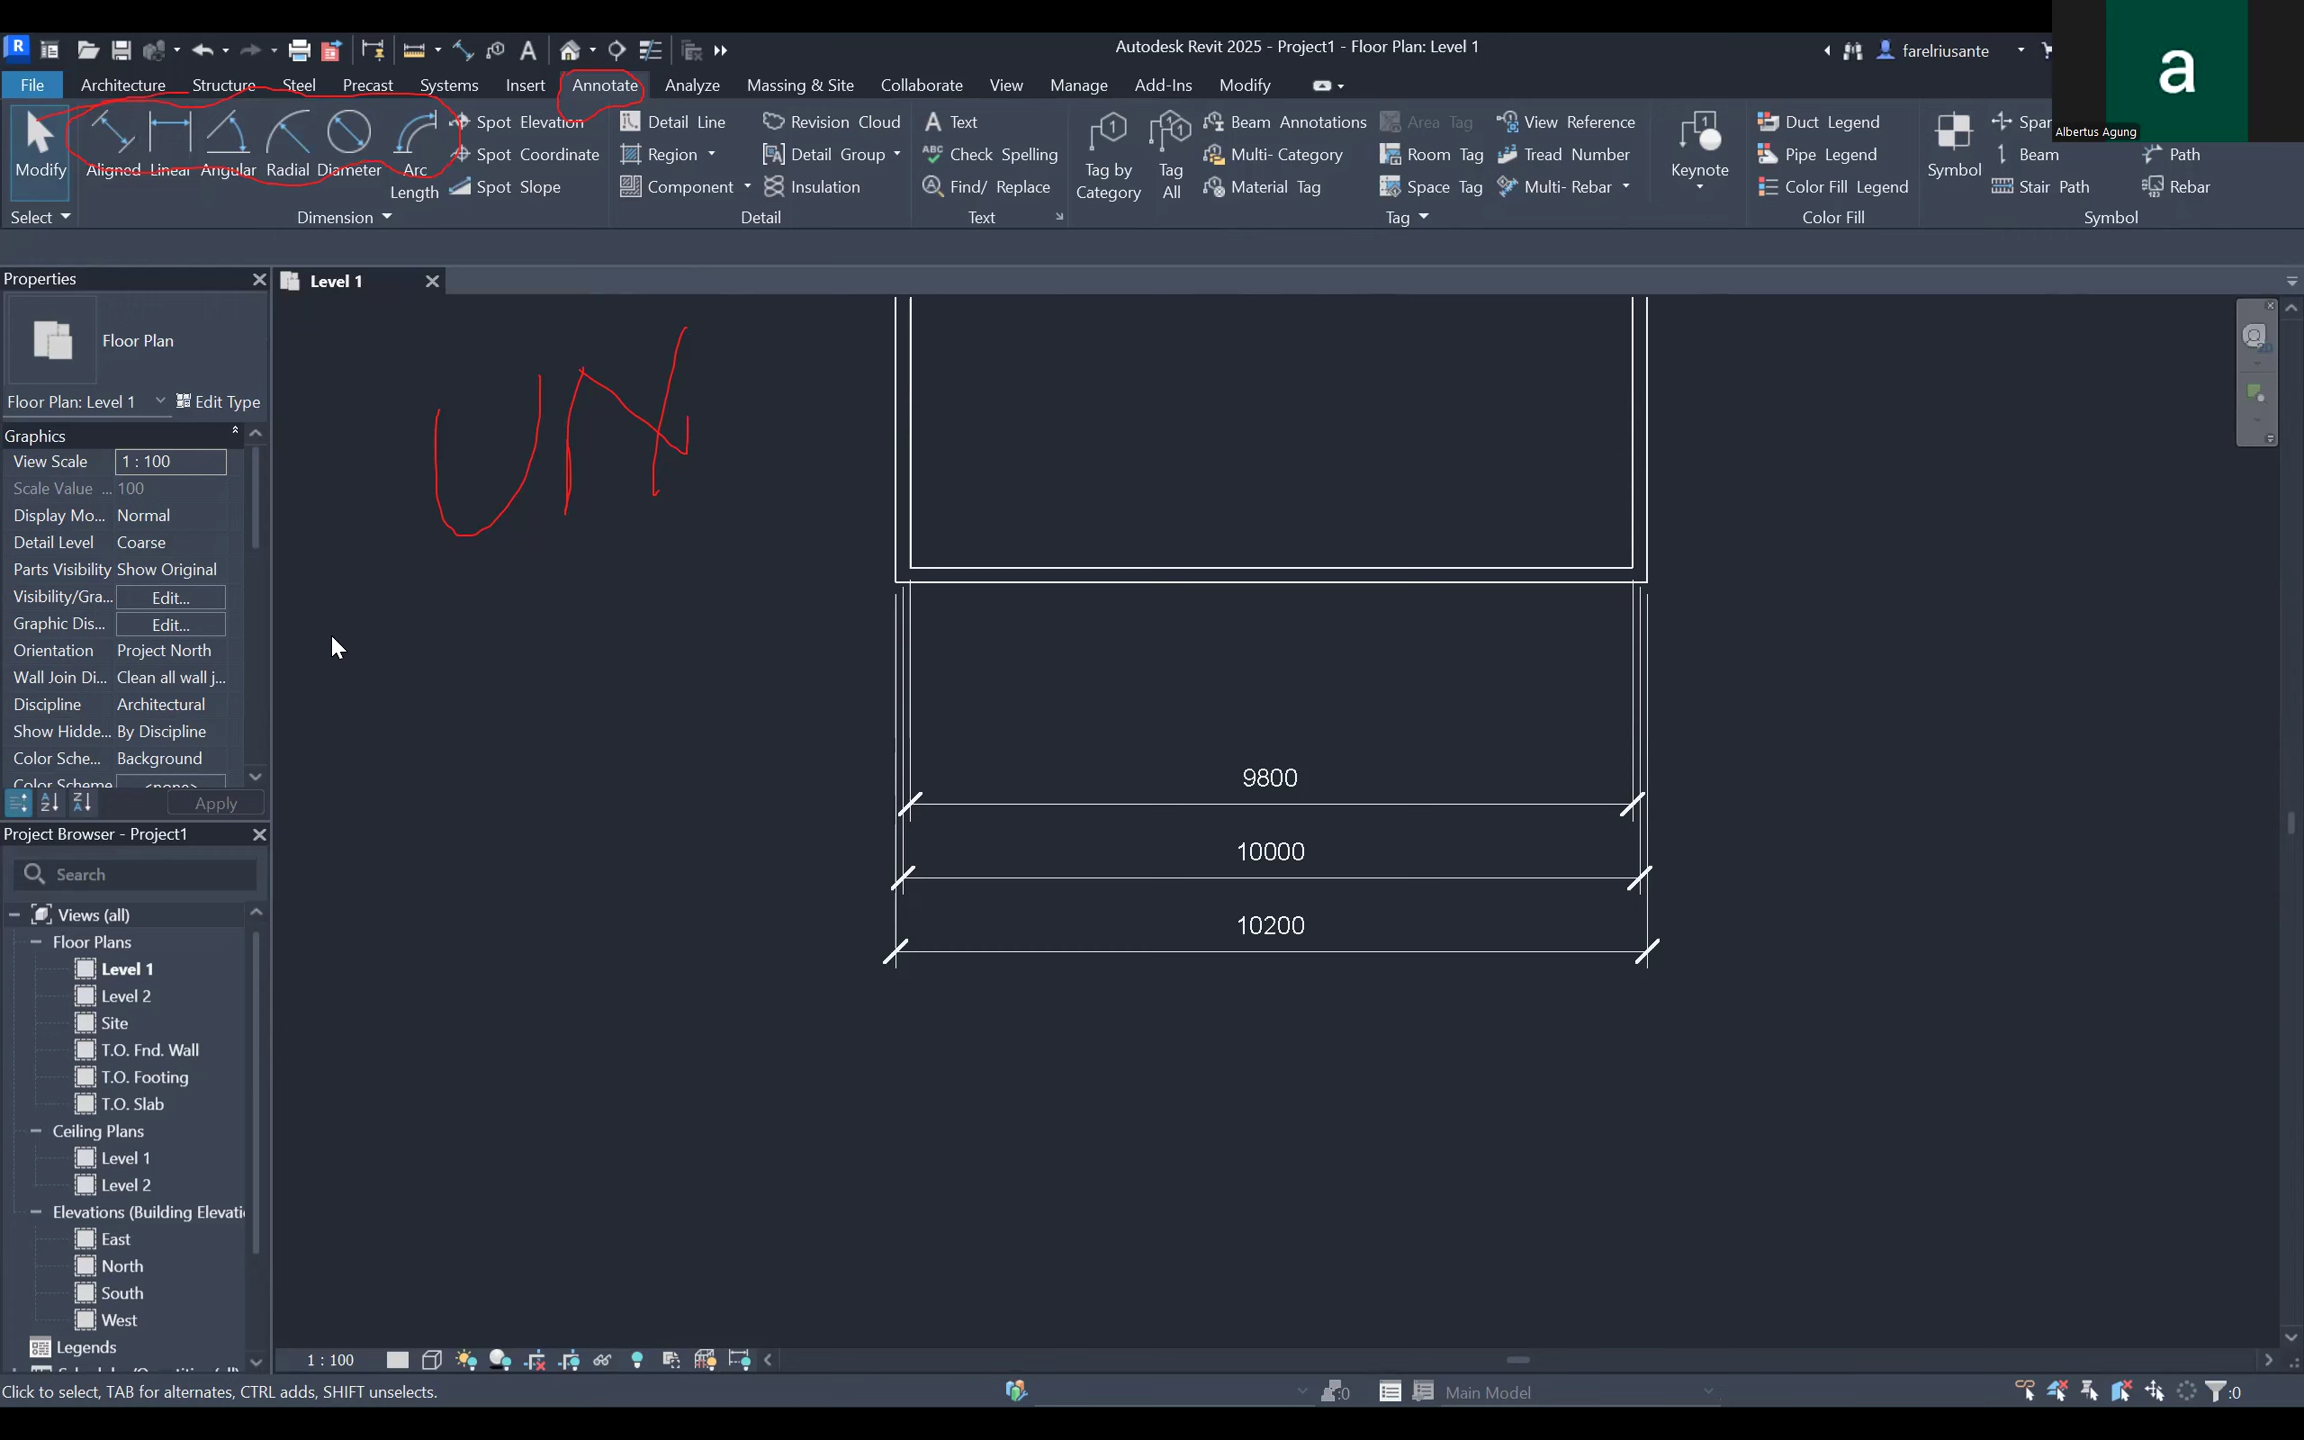 Autodesk Revit 2025 - Project1 - Floor Plan: Level 1
farelriusante
a
Albertus Agung
File Architecture Structure Steel Precast Systems Insert Annotate Analyze Massing & Site Collaborate View Manage Add-Ins Modify
Modify
Select
Aligned Linear Angular Radial Diameter Arc Length
Spot Elevation
Spot Coordinate
Spot Slope
Dimension
Detail Line
Region
Component
Revision Cloud
Detail Group
Insulation
Detail
Text
Check Spelling
Find/ Replace
Text
Tag by Category
Tag All
Beam Annotations
Multi- Category
Material Tag
Area Tag
Room Tag
Space Tag
View Reference
Tread Number
Multi- Rebar
Tag
Keynote
Duct Legend
Pipe Legend
Color Fill Legend
Color Fill
Symbol
Span
Beam
Stair Path
Path
Rebar
Symbol
Properties
Level 1
Floor Plan
Floor Plan: Level 1
Edit Type
Graphics
View Scale 1 : 100
Scale Value ... 100
Display Mo... Normal
Detail Level Coarse
Parts Visibility Show Original
Visibility/Gra... Edit...
Graphic Dis... Edit...
Orientation Project North
Wall Join Di... Clean all wall j...
Discipline Architectural
Show Hidde... By Discipline
Color Sche... Background
Color Scheme <none>
Apply
UN
9800
10000
10200
Project Browser - Project1
Search
Views (all)
Floor Plans
Level 1
Level 2
Site
T.O. Fnd. Wall
T.O. Footing
T.O. Slab
Ceiling Plans
Level 1
Level 2
Elevations (Building Elevati
East
North
South
West
Legends
1 : 100
Click to select, TAB for alternates, CTRL adds, SHIFT unselects.
:0
Main Model
:0